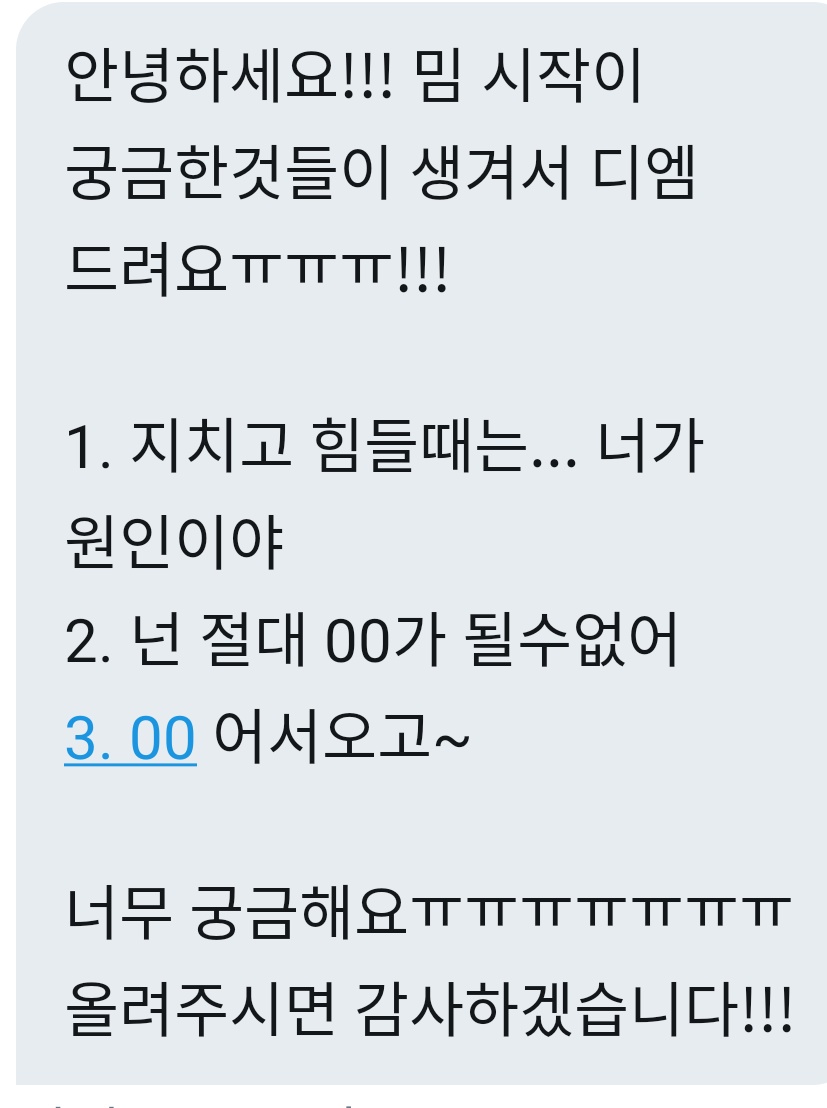 안녕하세요!!! 밈 시작이
궁금한것들이 생겨서 디엠
드려요ㅠㅠㅠ!!!
1. 지치고 힘들때는... 너가
원인이야
2. 넌 절대 00가 될수없어
3. 00 어서오고~
너무 궁금해요ㅠㅠㅠㅠㅠㅠㅠ
올려주시면 감사하겠습니다!!!